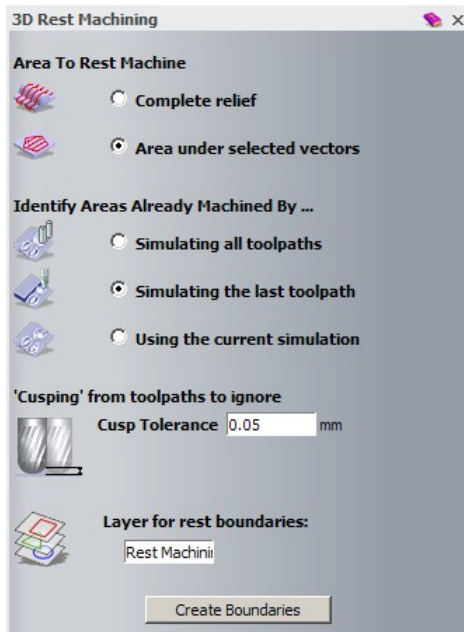 3D Rest Machining
Area To Rest Machine
Complete relief
Area under selected vectors
Identify Areas Already Machined By ...
Simulating all toolpaths
Simulating the last toolpath
Using the current simulation
'Cusping' from toolpaths to ignore
Cusp Tolerance 0.05 mm
Layer for rest boundaries:
Rest Machini
Create Boundaries